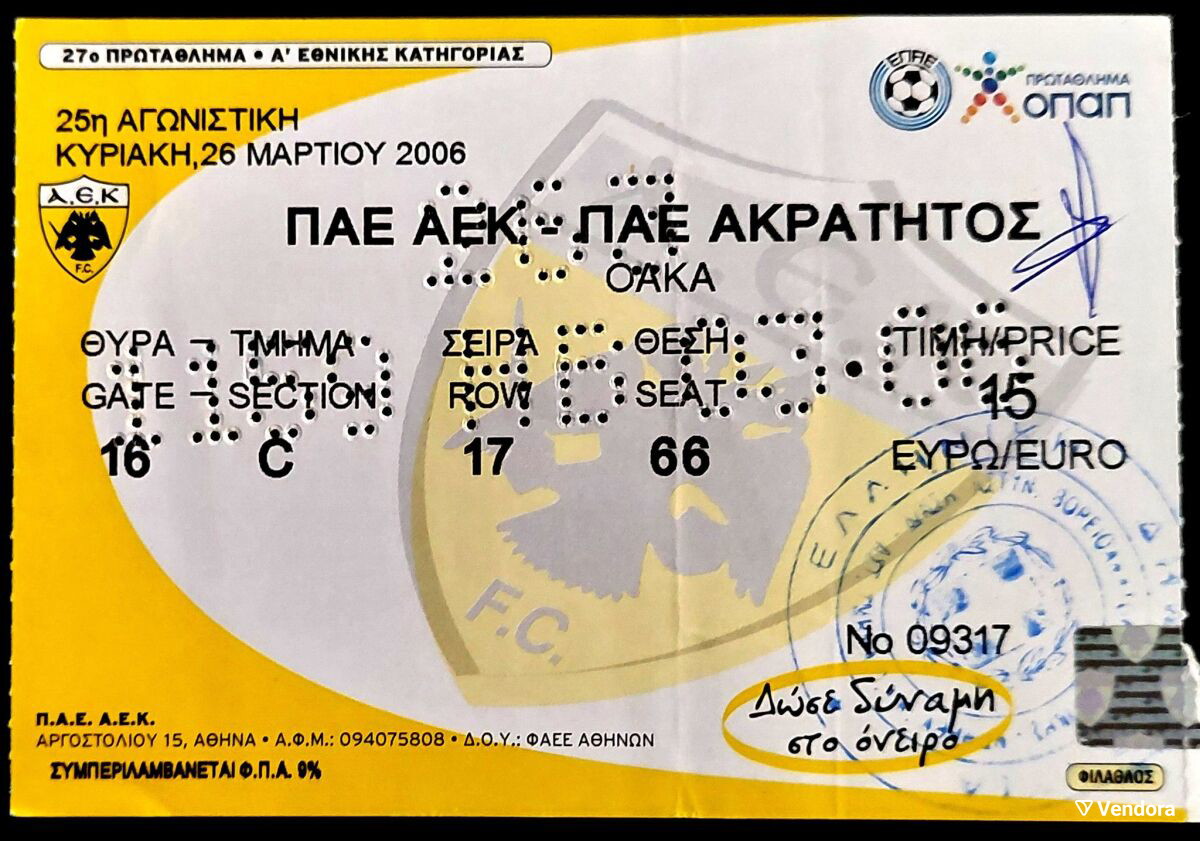 27ο ΠΡΩΤΑΘΛΗΜΑ • Α' ΕΘΝΙΚΗΣ ΚΑΤΗΓΟΡΙΑΣ
ΕΠΑΕ
ΠΡΩΤΑΘΛΗΜΑ
ΟΠΑΠ
25η ΑΓΩΝΙΣΤΙΚΗ
ΚΥΡΙΑΚΗ,26 ΜΑΡΤΙΟΥ 2006
Α.Ε.Κ
F.C.
ΠΑΕ ΑΕΚ - ΠΑΕ ΑΚΡΑΤΗΤΟΣ
ΟΑΚΑ
ΘΥΡΑ – ΤΜΗΜΑ ΣΕΙΡΑ ΘΕΣΗ ΤΙΜΗ/PRICE
GATE – SECTION ROW SEAT 15
16 C 17 66 ΕΥΡΩ/EURO
F.C.
Νο 09317
Δώσε δύναμη
στο όνειρο
Π.Α.Ε. Α.Ε.Κ.
ΑΡΓΟΣΤΟΛΙΟΥ 15, ΑΘΗΝΑ • Α.Φ.Μ.: 094075808 • Δ.Ο.Υ.: ΦΑΕΕ ΑΘΗΝΩΝ
ΣΥΜΠΕΡΙΛΑΜΒΑΝΕΤΑΙ Φ.Π.Α. 9%
ΦΙΛΑΘΛΟΣ
Vendora